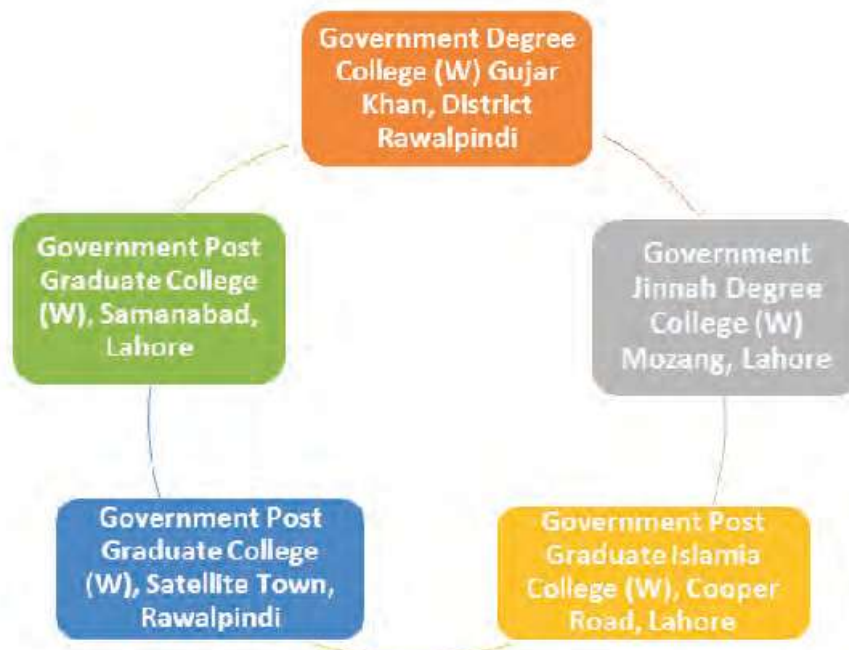 Government Degree
College (W) Gujar
Khan, District
Rawalpindi
Government Post
Graduate College
(W), Samanabad,
Lahore
Government
Jinnah Degree
College (W)
Mozang, Lahore
Government Post
Graduate College
(W), Satellite Town,
Rawalpindi
Government Post
Graduate Islamia
College (W), Cooper
Road, Lahore